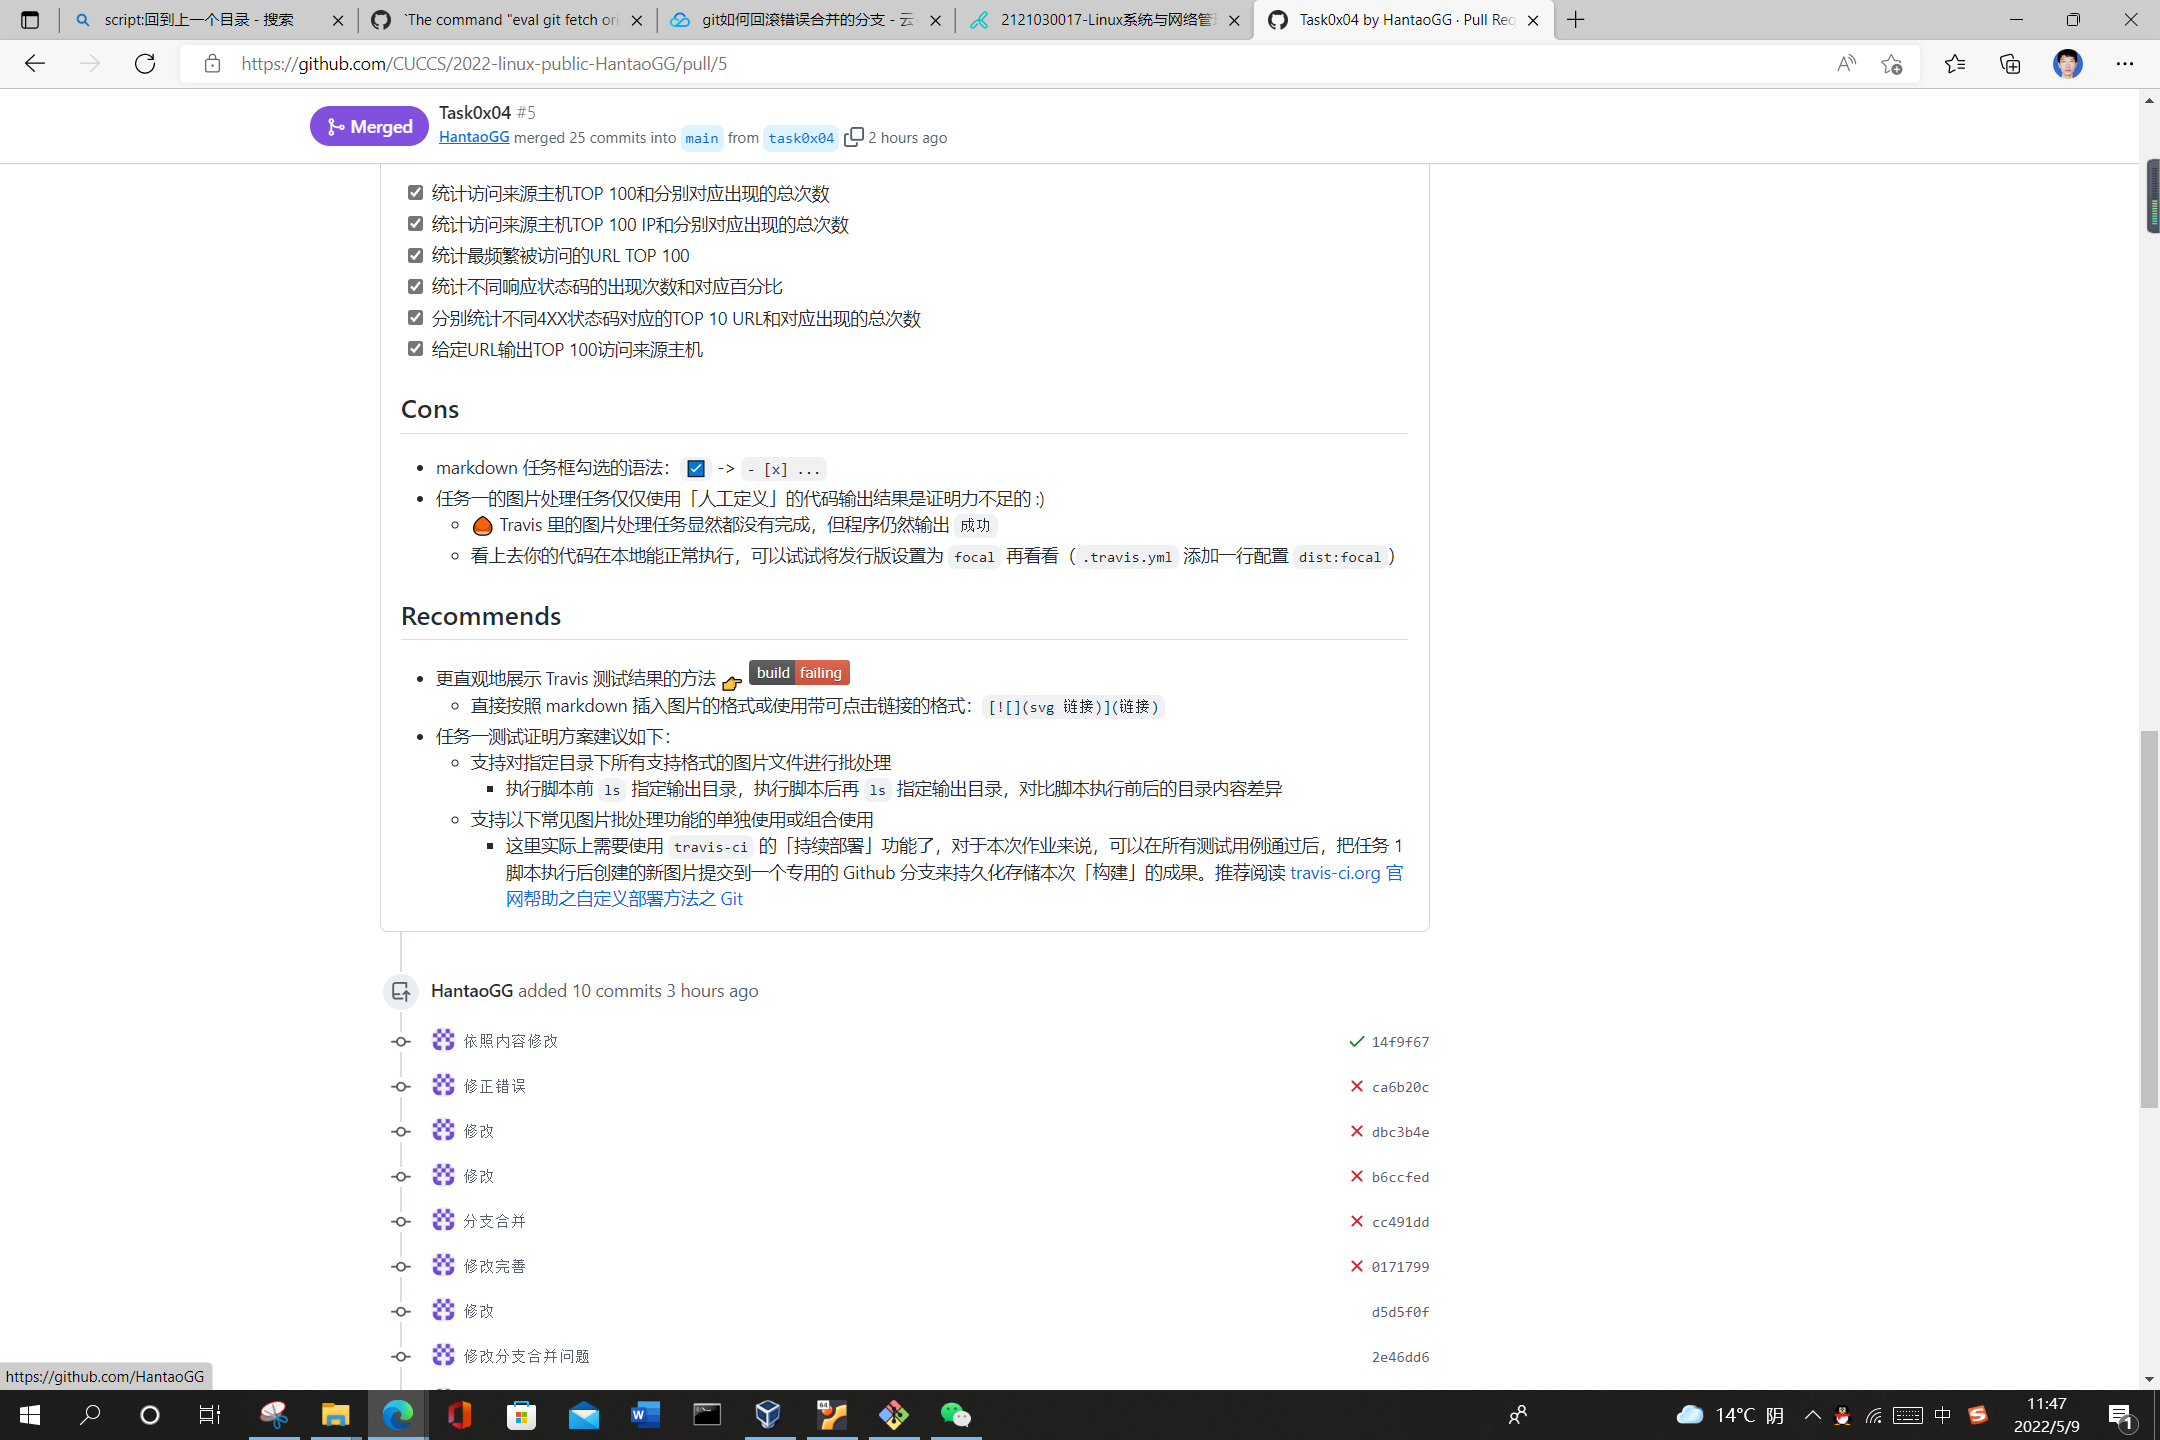 script:回到上一个目录 - 搜索
`The command "eval git fetch ori
git如何回滚错误合并的分支 - 云
2121030017-Linux系统与网络管
Task0x04 by HantaoGG · Pull Req
https://github.com/CUCCS/2022-linux-public-HantaoGG/pull/5
Merged
Task0x04 #5
HantaoGG merged 25 commits into main from task0x04 2 hours ago
统计访问来源主机TOP 100和分别对应出现的总次数
统计访问来源主机TOP 100 IP和分别对应出现的总次数
统计最频繁被访问的URL TOP 100
统计不同响应状态码的出现次数和对应百分比
分别统计不同4XX状态码对应的TOP 10 URL和对应出现的总次数
给定URL输出TOP 100访问来源主机
Cons
markdown 任务框勾选的语法: ☑ -> - [x] ...
任务一的图片处理任务仅仅使用「人工定义」的代码输出结果是证明力不足的 :)
🌰 Travis 里的图片处理任务显然都没有完成，但程序仍然输出 成功
看上去你的代码在本地能正常执行，可以试试将发行版设置为 focal 再看看（ .travis.yml 添加一行配置 dist:focal ）
Recommends
更直观地展示 Travis 测试结果的方法 👉 build failing
直接按照 markdown 插入图片的格式或使用带可点击链接的格式: [![](svg 链接)](链接)
任务一测试证明方案建议如下:
支持对指定目录下所有支持格式的图片文件进行批处理
执行脚本前 ls 指定输出目录，执行脚本后再 ls 指定输出目录，对比脚本执行前后的目录内容差异
支持以下常见图片批处理功能的单独使用或组合使用
这里实际上需要使用 travis-ci 的「持续部署」功能了，对于本次作业来说，可以在所有测试用例通过后，把任务 1
脚本执行后创建的新图片提交到一个专用的 Github 分支来持久化存储本次「构建」的成果。推荐阅读 travis-ci.org 官
网帮助之自定义部署方法之 Git
HantaoGG added 10 commits 3 hours ago
依照内容修改 14f9f67
修正错误 ca6b20c
修改 dbc3b4e
修改 b6ccfed
分支合并 cc491dd
修改完善 0171799
修改 d5d5f0f
修改分支合并问题 2e46dd6
https://github.com/HantaoGG
64
14°C 阴
中
11:47
2022/5/9
1